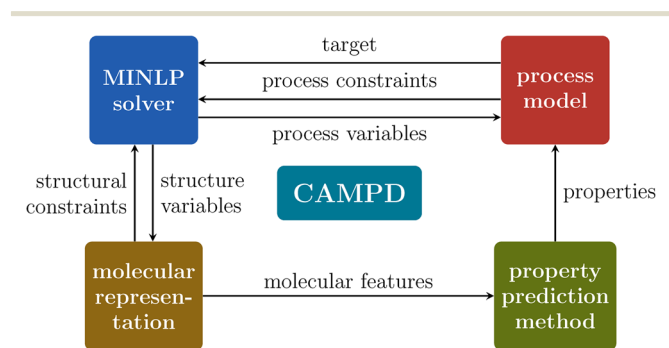 target
MINLP
solver
process constraints
process
model
process variables
structural
constraints
structure
variables
CAMPD
properties
molecular
represen-
tation
molecular features
property
prediction
method